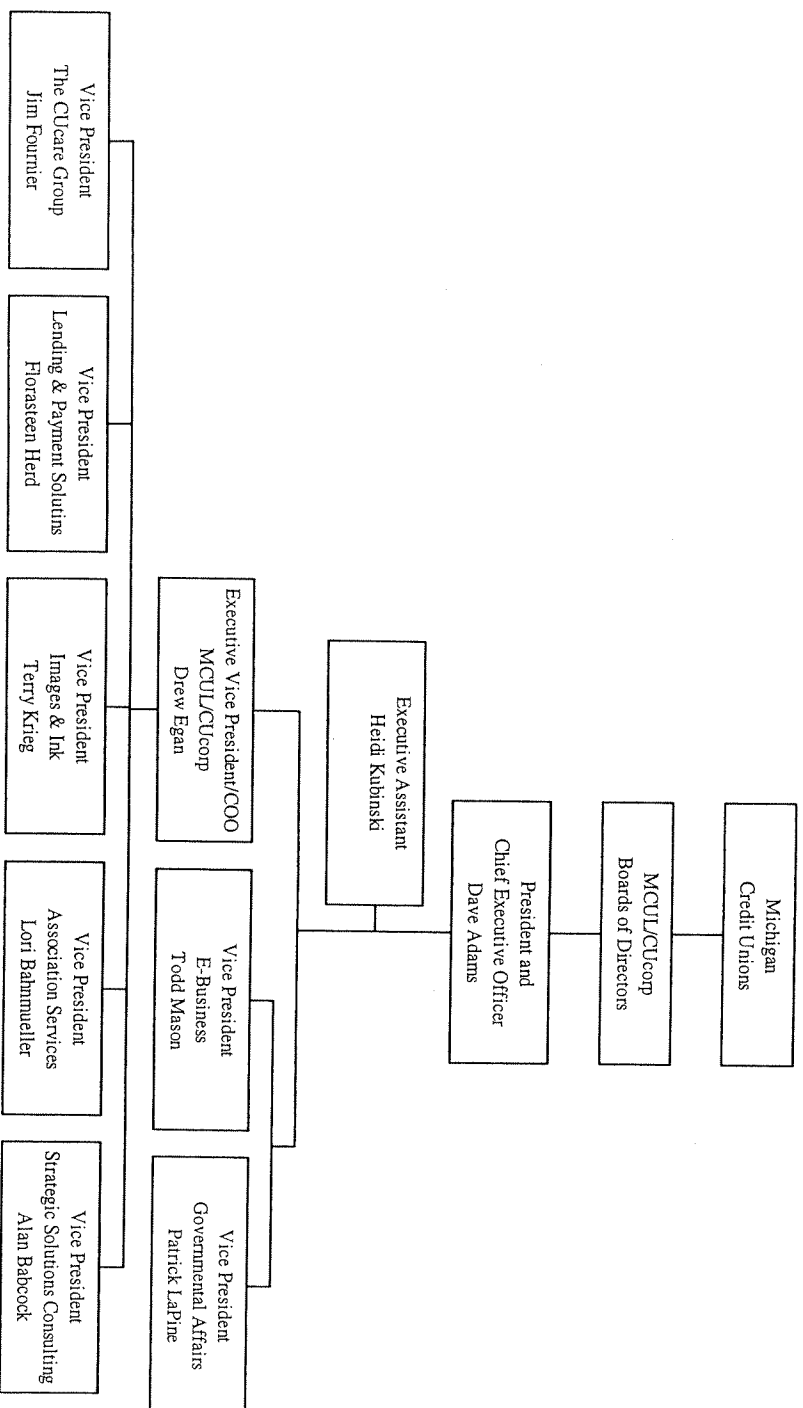 Michigan
Credit Unions
MCUL/CUcorp
Boards of Directors
President and
Chief Executive Officer
Dave Adams
Executive Assistant
Heidi Kubinski
Executive Vice President/COO
MCUL/CUcorp
Drew Egan
Vice President
E-Business
Todd Mason
Vice President
Governmental Affairs
Patrick LaPine
Vice President
The CUcare Group
Jim Fournier
Vice President
Lending & Payment Solutins
Florasteen Herd
Vice President
Images & Ink
Terry Krieg
Vice President
Association Services
Lori Bahnmueller
Vice President
Strategic Solutions Consulting
Alan Babcock